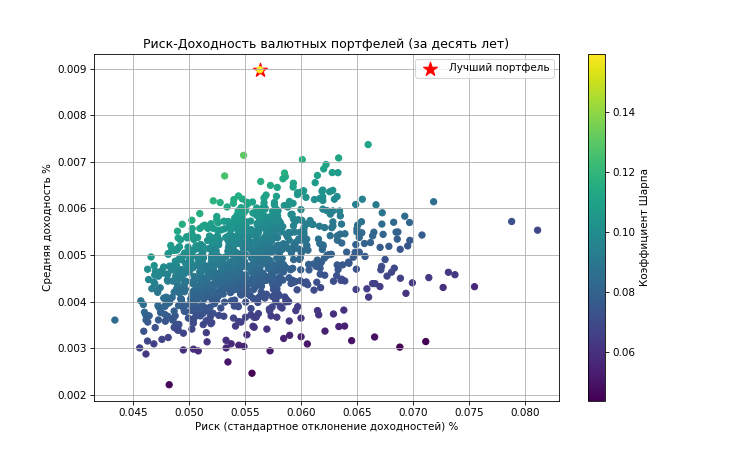 Риск-Доходность валютных портфелей (за десять лет)
Лучший портфель
Средняя доходность %
0.009
0.008
0.007
0.006
0.005
0.004
0.003
0.002
0.045 0.050 0.055 0.060 0.065 0.070 0.075 0.080
Риск (стандартное отклонение доходностей) %
0.14
0.12
0.10
0.08
0.06
Коэффициент Шарпа